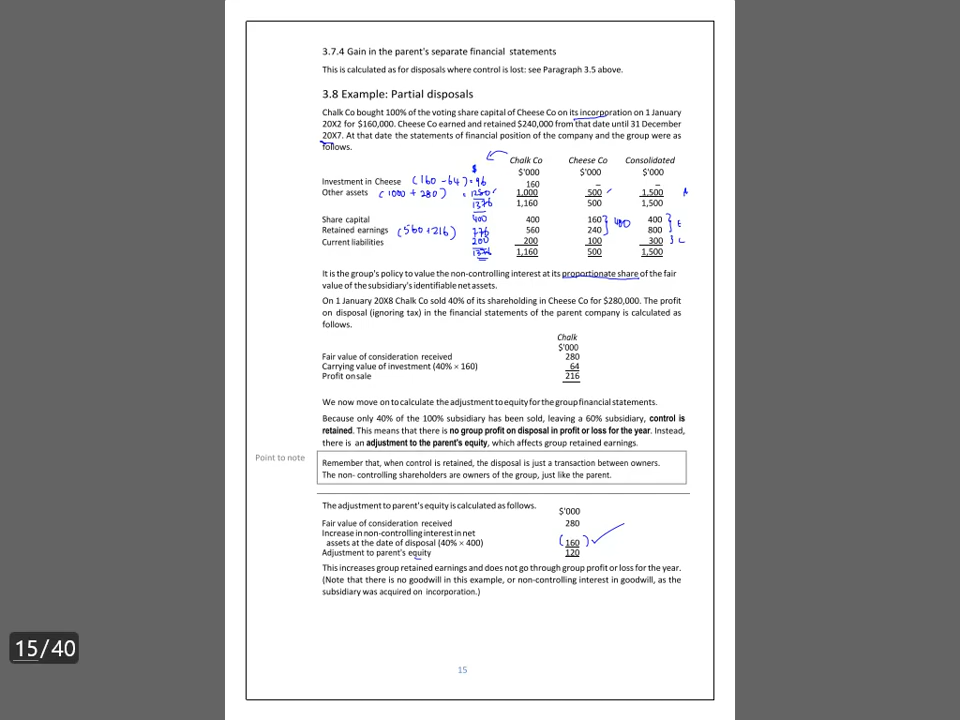 3.7.4 Gain in the parent's separate financial statements
This is calculated as for disposals where control is lost: see Paragraph 3.5 above.
3.8 Example: Partial disposals
Chalk Co bought 100% of the voting share capital of Cheese Co on its incorporation on 1 January
20X2 for $160,000. Cheese Co earned and retained $240,000 from that date until 31 December
20X7. At that date the statements of financial position of the company and the group were as
follows.
Chalk Co Cheese Co Consolidated
$ $'000 $'000 $'000
Investment in Cheese (160 - 64) = 96 160 – –
Other assets (1000 + 280) 1280 1,000 500 1,500 A
1376 1,160 500 1,500
Share capital 400 400 160 400
Retained earnings (560 + 216) 776 560 240 400 800 E
Current liabilities 200 200 100 300 L
1376 1,160 500 1,500
It is the group's policy to value the non-controlling interest at its proportionate share of the fair
value of the subsidiary's identifiable net assets.
On 1 January 20X8 Chalk Co sold 40% of its shareholding in Cheese Co for $280,000. The profit
on disposal (ignoring tax) in the financial statements of the parent company is calculated as
follows.
Chalk
$'000
Fair value of consideration received 280
Carrying value of investment (40% × 160) 64
Profit on sale 216
We now move on to calculate the adjustment to equity for the group financial statements.
Because only 40% of the 100% subsidiary has been sold, leaving a 60% subsidiary, control is
retained. This means that there is no group profit on disposal in profit or loss for the year. Instead,
there is an adjustment to the parent's equity, which affects group retained earnings.
Point to note
Remember that, when control is retained, the disposal is just a transaction between owners.
The non- controlling shareholders are owners of the group, just like the parent.
The adjustment to parent's equity is calculated as follows.
$'000
Fair value of consideration received 280
Increase in non-controlling interest in net
assets at the date of disposal (40% × 400) (160)
Adjustment to parent's equity 120
This increases group retained earnings and does not go through group profit or loss for the year.
(Note that there is no goodwill in this example, or non-controlling interest in goodwill, as the
subsidiary was acquired on incorporation.)
15/40
15